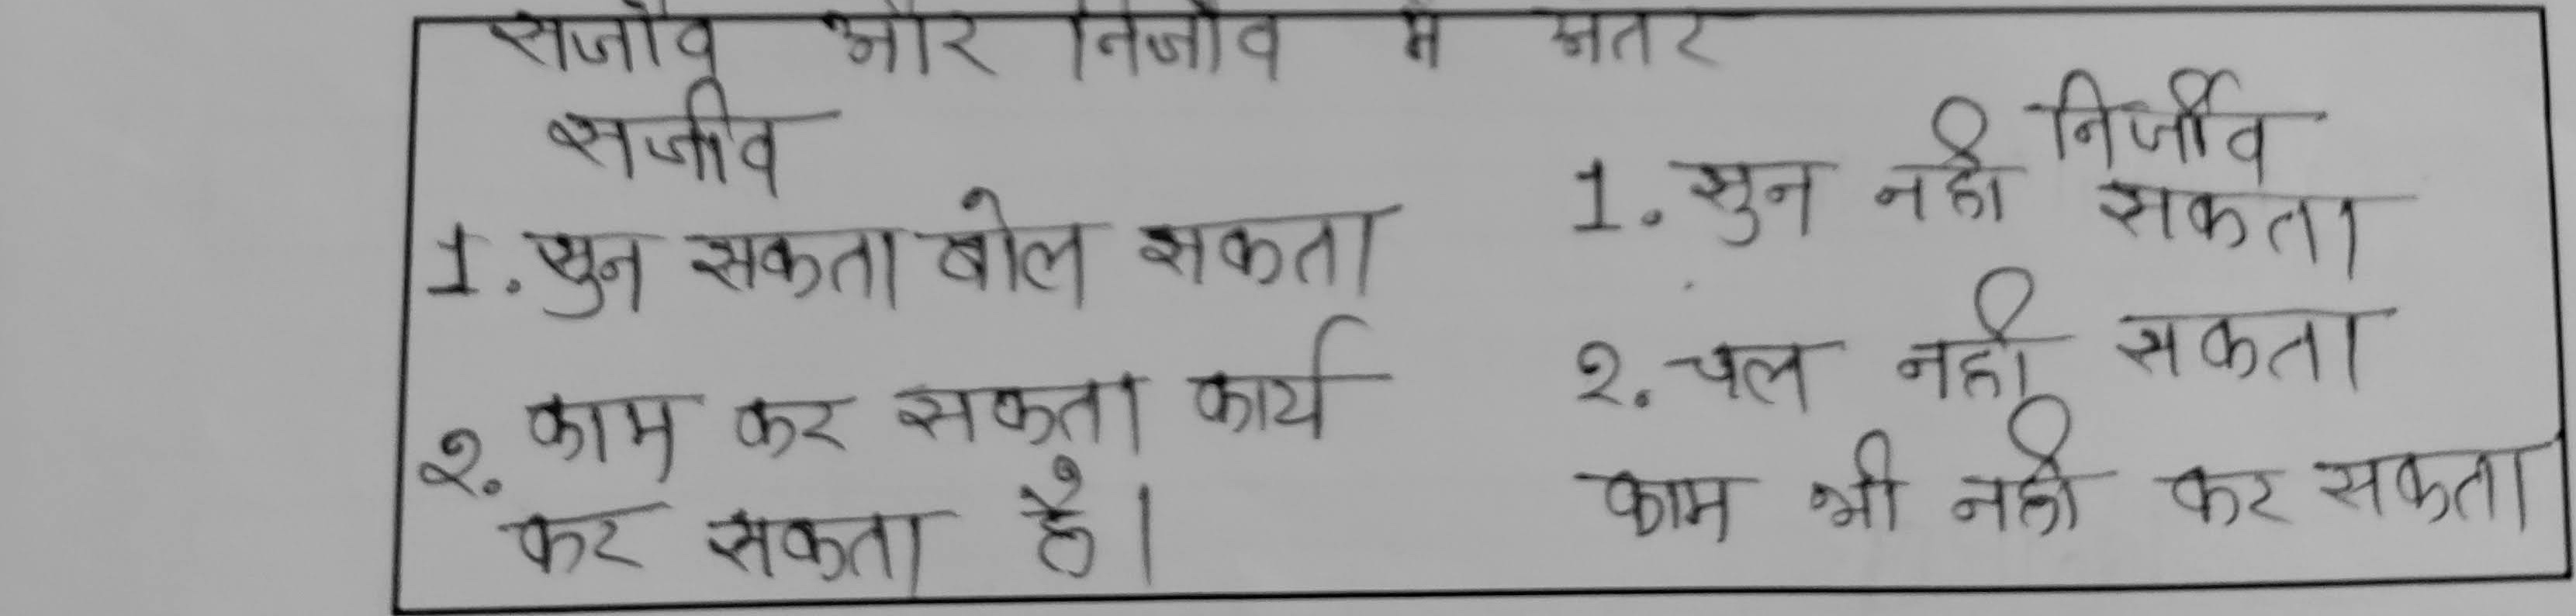 सजीव और निर्जीव में अंतर
सजीव
1. सुन सकता बोल सकता
2. काम कर सकता कार्य
कर सकता है।
निर्जीव
1. सुन नही सकता
2. चल नही सकता
काम भी नही कर सकता